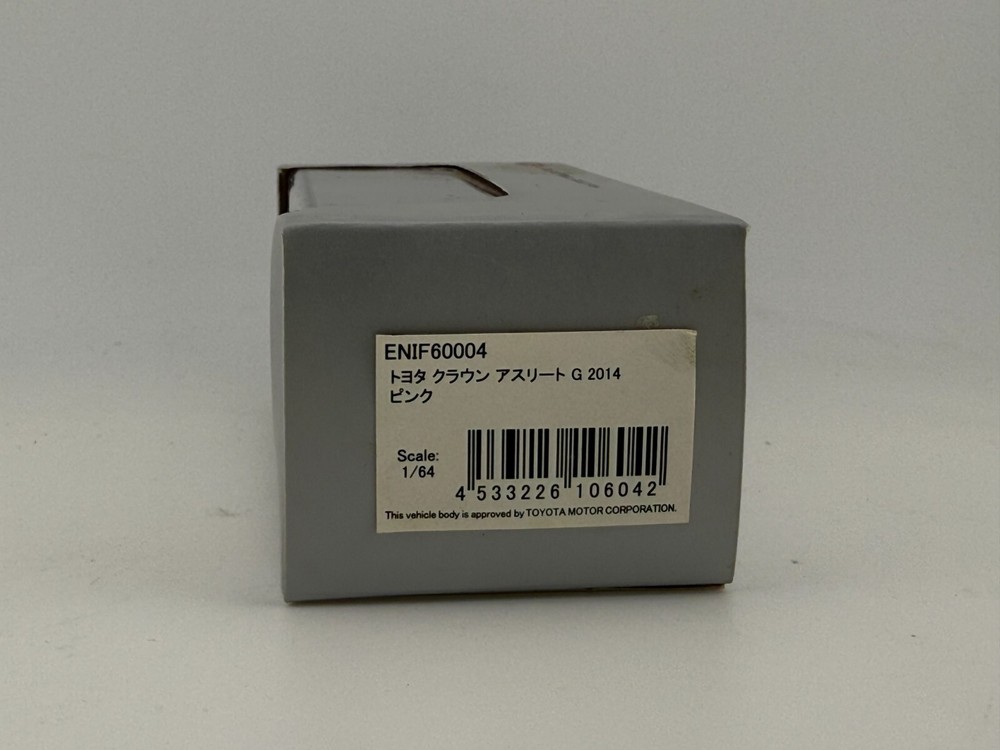 ENIF60004
トヨタ クラウン アスリート G 2014
ピンク
Scale:
1/64
4 533226 106042
This vehicle body is approved by TOYOTA MOTOR CORPORATION.